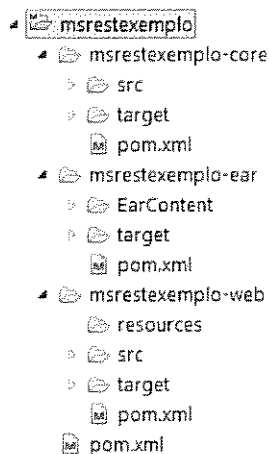 msrestexemplo
msrestexemplo-core
src
target
pom.xml
msrestexemplo-ear
EarContent
target
pom.xml
msrestexemplo-web
resources
src
target
pom.xml
pom.xml